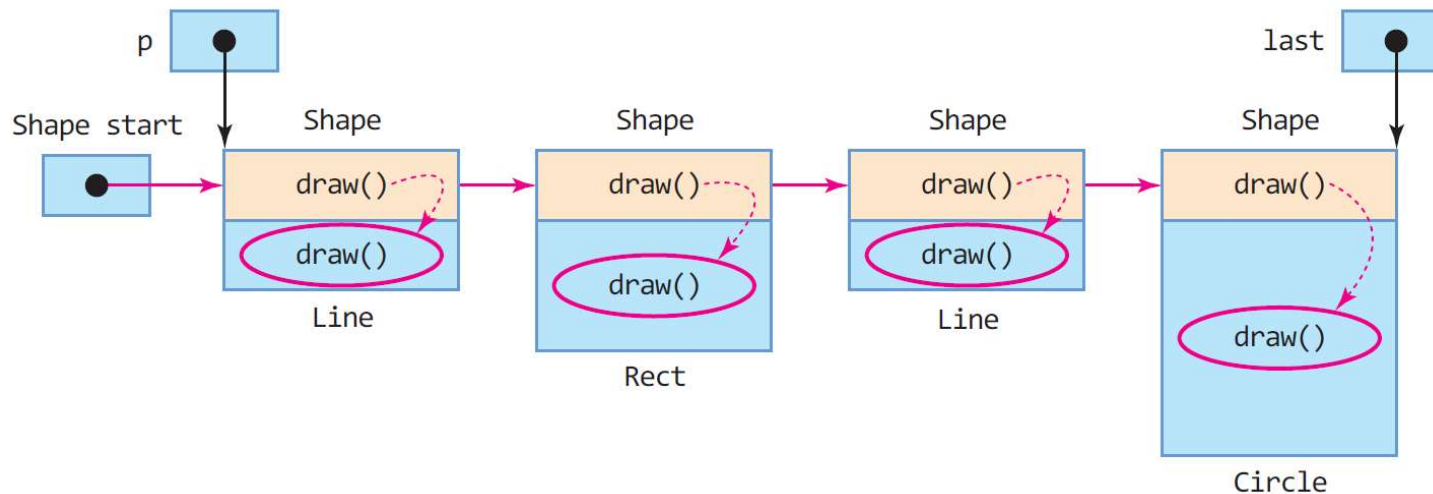 p
last
Shape start
Shape
Shape
Shape
Shape
draw()
draw()
draw()
draw()
draw()
draw()
draw()
draw()
Line
Rect
Line
Circle